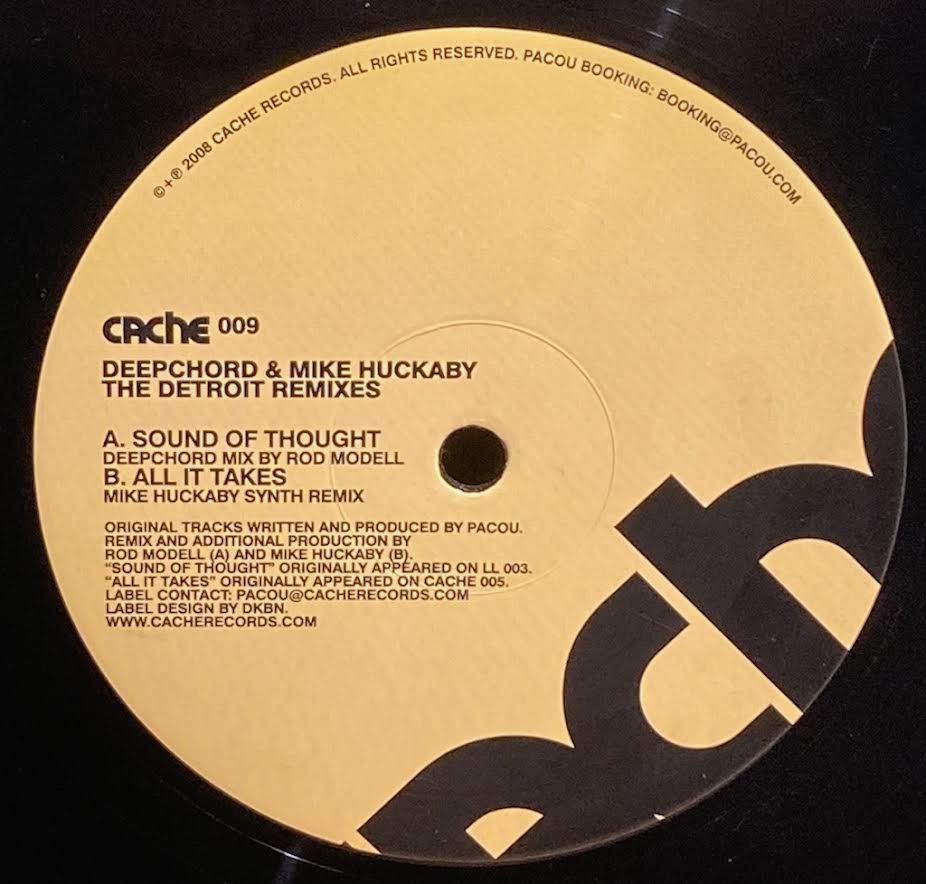 ©+℗ 2008 CACHE RECORDS. ALL RIGHTS RESERVED. PACOU BOOKING: BOOKING@PACOU.COM
CACHE 009
DEEPCHORD & MIKE HUCKABY
THE DETROIT REMIXES
A. SOUND OF THOUGHT
DEEPCHORD MIX BY ROD MODELL
B. ALL IT TAKES
MIKE HUCKABY SYNTH REMIX
ORIGINAL TRACKS WRITTEN AND PRODUCED BY PACOU.
REMIX AND ADDITIONAL PRODUCTION BY
ROD MODELL (A) AND MIKE HUCKABY (B).
“SOUND OF THOUGHT” ORIGINALLY APPEARED ON LL 003.
“ALL IT TAKES” ORIGINALLY APPEARED ON CACHE 005.
LABEL CONTACT: PACOU@CACHERECORDS.COM
LABEL DESIGN BY DKBN.
WWW.CACHERECORDS.COM